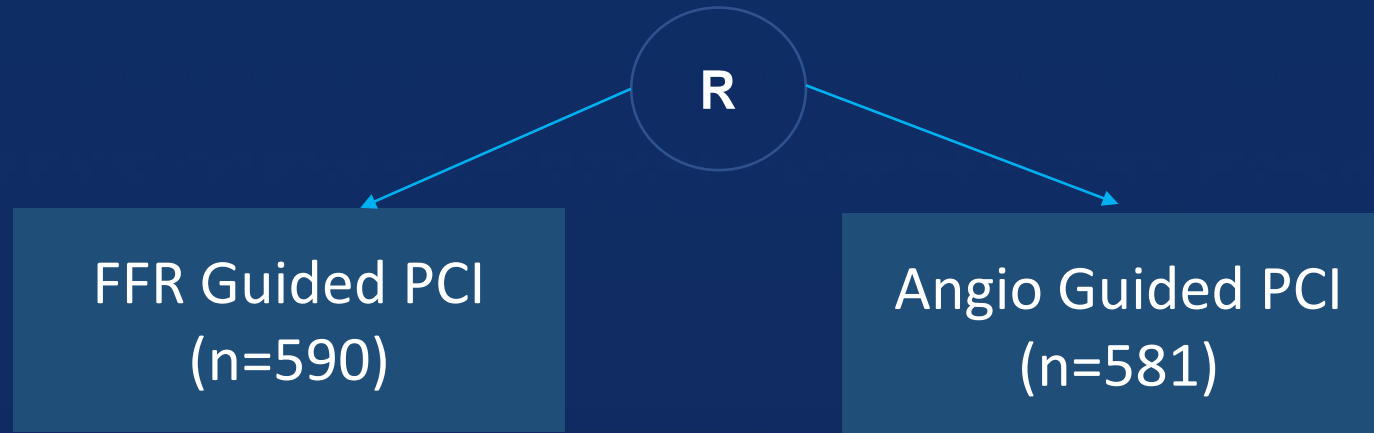 R
FFR Guided PCI
(n=590)
Angio Guided PCI
(n=581)